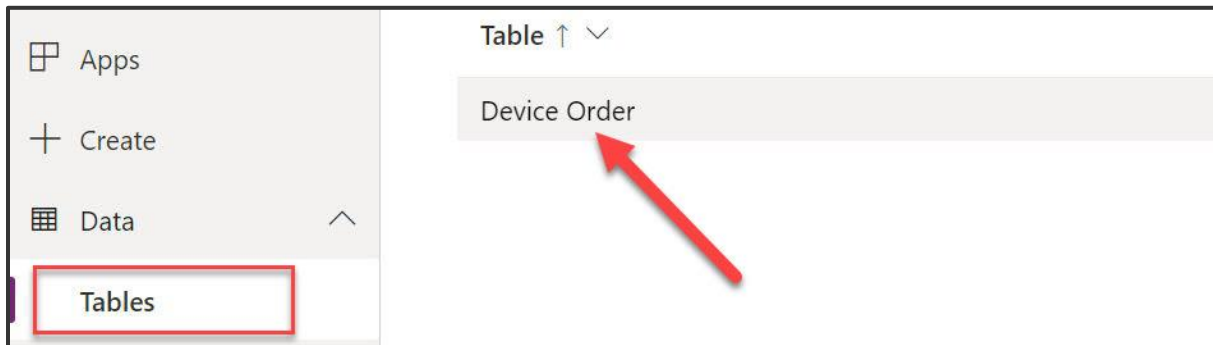 Apps
Create
Data
Tables
Table ↑
Device Order